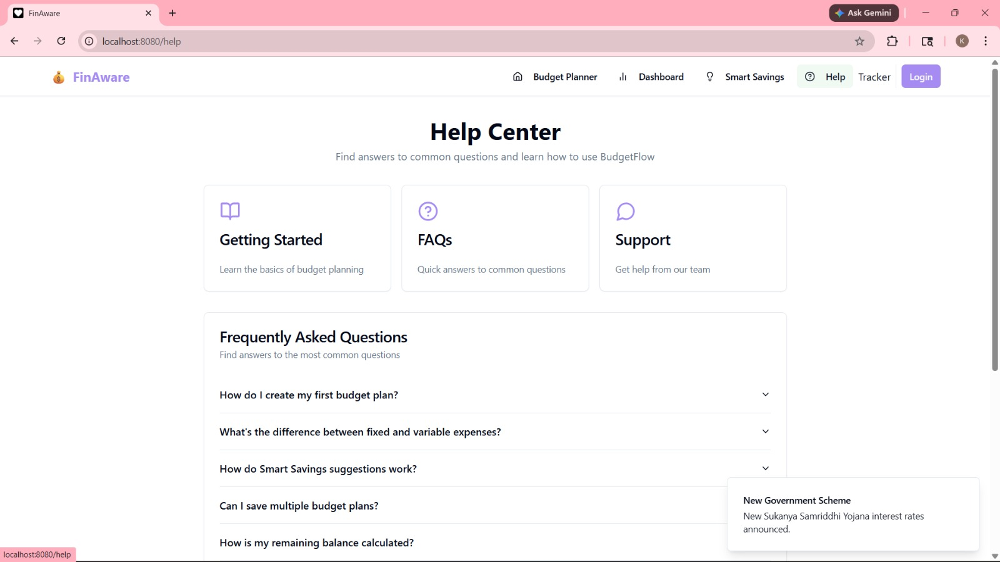 FinAware
Ask Gemini
localhost:8080/help
K
FinAware
Budget Planner
Dashboard
Smart Savings
Help
Tracker
Login
Help Center
Find answers to common questions and learn how to use BudgetFlow
Getting Started
Learn the basics of budget planning
FAQs
Quick answers to common questions
Support
Get help from our team
Frequently Asked Questions
Find answers to the most common questions
How do I create my first budget plan?
What's the difference between fixed and variable expenses?
How do Smart Savings suggestions work?
Can I save multiple budget plans?
How is my remaining balance calculated?
New Government Scheme
New Sukanya Samriddhi Yojana interest rates
announced.
localhost:8080/help